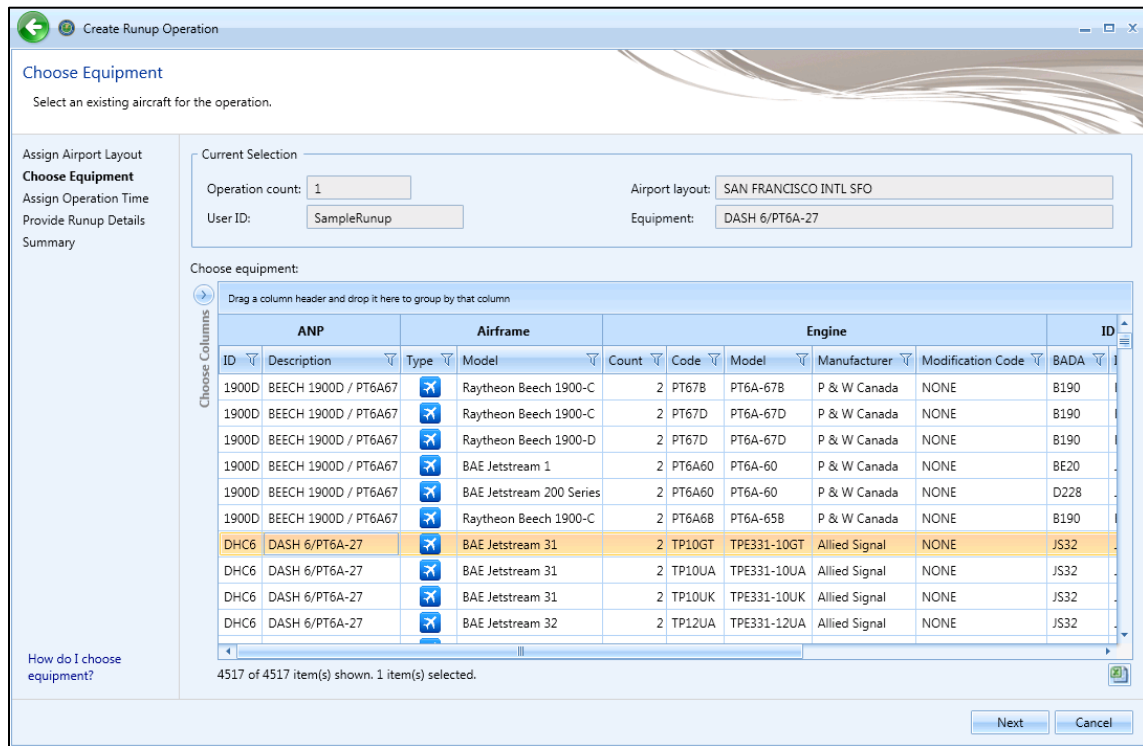 Create Runup Operation
Choose Equipment
Select an existing aircraft for the operation.
Assign Airport Layout
Choose Equipment
Assign Operation Time
Provide Runup Details
Summary
Current Selection
Operation count: 1 Airport layout: SAN FRANCISCO INTL SFO
User ID: SampleRunup Equipment: DASH 6/PT6A-27
Choose equipment:
Choose Columns
Drag a column header and drop it here to group by that column
ANP Airframe Engine ID
ID Description Type Model Count Code Model Manufacturer Modification Code BADA
1900D BEECH 1900D / PT6A67 Raytheon Beech 1900-C 2 PT67B PT6A-67B P & W Canada NONE B190
1900D BEECH 1900D / PT6A67 Raytheon Beech 1900-C 2 PT67D PT6A-67D P & W Canada NONE B190
1900D BEECH 1900D / PT6A67 Raytheon Beech 1900-D 2 PT67D PT6A-67D P & W Canada NONE B190
1900D BEECH 1900D / PT6A67 BAE Jetstream 1 2 PT6A60 PT6A-60 P & W Canada NONE BE20
1900D BEECH 1900D / PT6A67 BAE Jetstream 200 Series 2 PT6A60 PT6A-60 P & W Canada NONE D228
1900D BEECH 1900D / PT6A67 Raytheon Beech 1900-C 2 PT6A6B PT6A-65B P & W Canada NONE B190
DHC6 DASH 6/PT6A-27 BAE Jetstream 31 2 TP10GT TPE331-10GT Allied Signal NONE JS32
DHC6 DASH 6/PT6A-27 BAE Jetstream 31 2 TP10UA TPE331-10UA Allied Signal NONE JS32
DHC6 DASH 6/PT6A-27 BAE Jetstream 31 2 TP10UK TPE331-10UK Allied Signal NONE JS32
DHC6 DASH 6/PT6A-27 BAE Jetstream 32 2 TP12UA TPE331-12UA Allied Signal NONE JS32
4517 of 4517 item(s) shown. 1 item(s) selected.
How do I choose
equipment?
Next Cancel